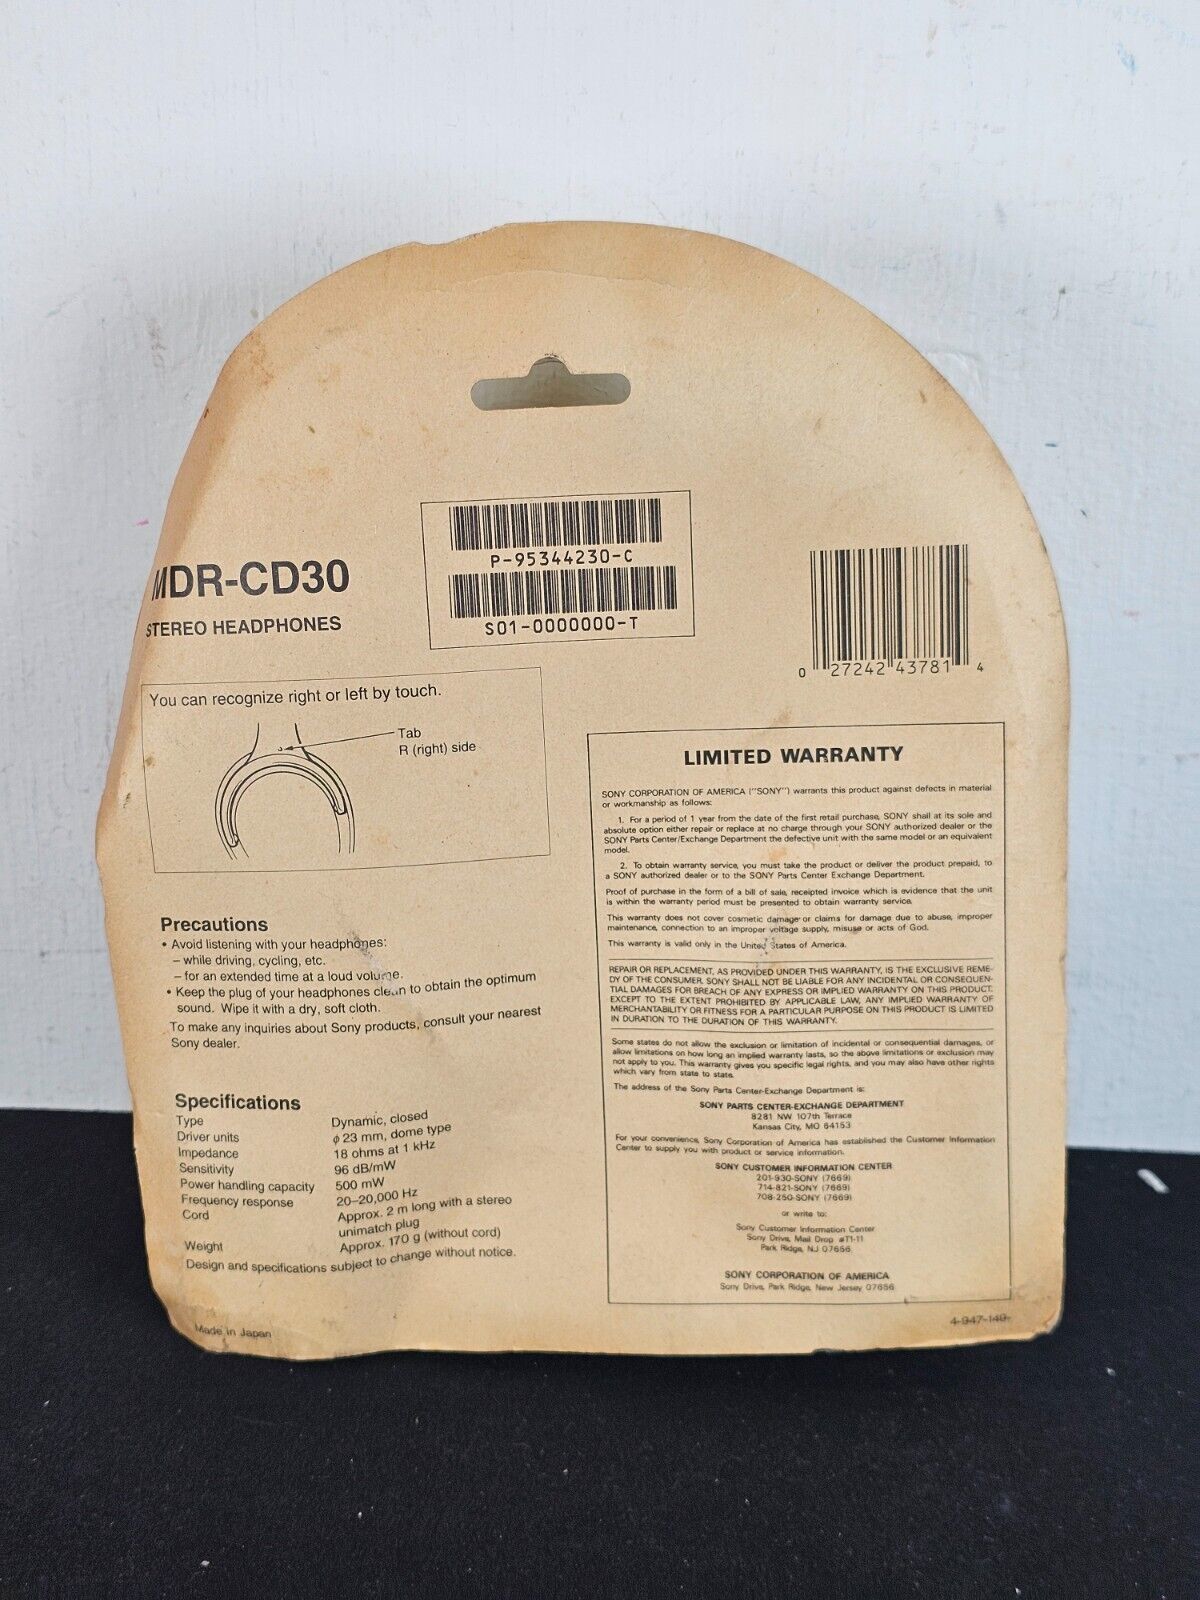 MDR-CD30
STEREO HEADPHONES
P-95344230-C
S01-0000000-T
0 27242 43781 4
You can recognize right or left by touch.
Tab
R (right) side
Precautions
• Avoid listening with your headphones:
– while driving, cycling, etc.
– for an extended time at a loud volume.
• Keep the plug of your headphones clean to obtain the optimum
sound. Wipe it with a dry, soft cloth.
To make any inquiries about Sony products, consult your nearest
Sony dealer.
Specifications
Type Dynamic, closed
Driver units φ 23 mm, dome type
Impedance 18 ohms at 1 kHz
Sensitivity 96 dB/mW
Power handling capacity 500 mW
Frequency response 20–20,000 Hz
Cord Approx. 2 m long with a stereo
unimatch plug
Weight Approx. 170 g (without cord)
Design and specifications subject to change without notice.
Made in Japan
LIMITED WARRANTY
SONY CORPORATION OF AMERICA ("SONY") warrants this product against defects in material
or workmanship as follows:
1. For a period of 1 year from the date of the first retail purchase, SONY shall at its sole and
absolute option either repair or replace at no charge through your SONY authorized dealer or the
SONY Parts Center/Exchange Department the defective unit with the same model or an equivalent
model.
2. To obtain warranty service, you must take the product or deliver the product prepaid, to
a SONY authorized dealer or to the SONY Parts Center Exchange Department.
Proof of purchase in the form of a bill of sale, receipted invoice which is evidence that the unit
is within the warranty period must be presented to obtain warranty service.
This warranty does not cover cosmetic damage or claims for damage due to abuse, improper
maintenance, connection to an improper voltage supply, misuse or acts of God.
This warranty is valid only in the United States of America.
REPAIR OR REPLACEMENT, AS PROVIDED UNDER THIS WARRANTY, IS THE EXCLUSIVE REME-
DY OF THE CONSUMER. SONY SHALL NOT BE LIABLE FOR ANY INCIDENTAL OR CONSEQUEN-
TIAL DAMAGES FOR BREACH OF ANY EXPRESS OR IMPLIED WARRANTY ON THIS PRODUCT.
EXCEPT TO THE EXTENT PROHIBITED BY APPLICABLE LAW, ANY IMPLIED WARRANTY OF
MERCHANTABILITY OR FITNESS FOR A PARTICULAR PURPOSE ON THIS PRODUCT IS LIMITED
IN DURATION TO THE DURATION OF THIS WARRANTY.
Some states do not allow the exclusion or limitation of incidental or consequential damages, or
allow limitations on how long an implied warranty lasts, so the above limitations or exclusion may
not apply to you. This warranty gives you specific legal rights, and you may also have other rights
which vary from state to state.
The address of the Sony Parts Center-Exchange Department is:
SONY PARTS CENTER-EXCHANGE DEPARTMENT
8281 NW 107th Terrace
Kansas City, MO 64153
For your convenience, Sony Corporation of America has established the Customer Information
Center to supply you with product or service information.
SONY CUSTOMER INFORMATION CENTER
201-930-SONY (7669)
714-821-SONY (7669)
708-250-SONY (7669)
or write to:
Sony Customer Information Center
Sony Drive, Mail Drop #T1-11
Park Ridge, NJ 07656
SONY CORPORATION OF AMERICA
Sony Drive, Park Ridge, New Jersey 07656
4-947-149-